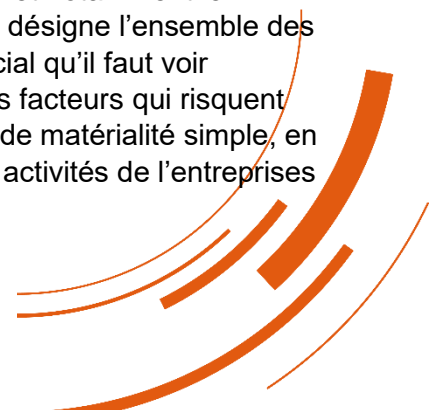 désigne l’ensemble des
cial qu’il faut voir
s facteurs qui risquent
de matérialité simple, en
activités de l’entreprises